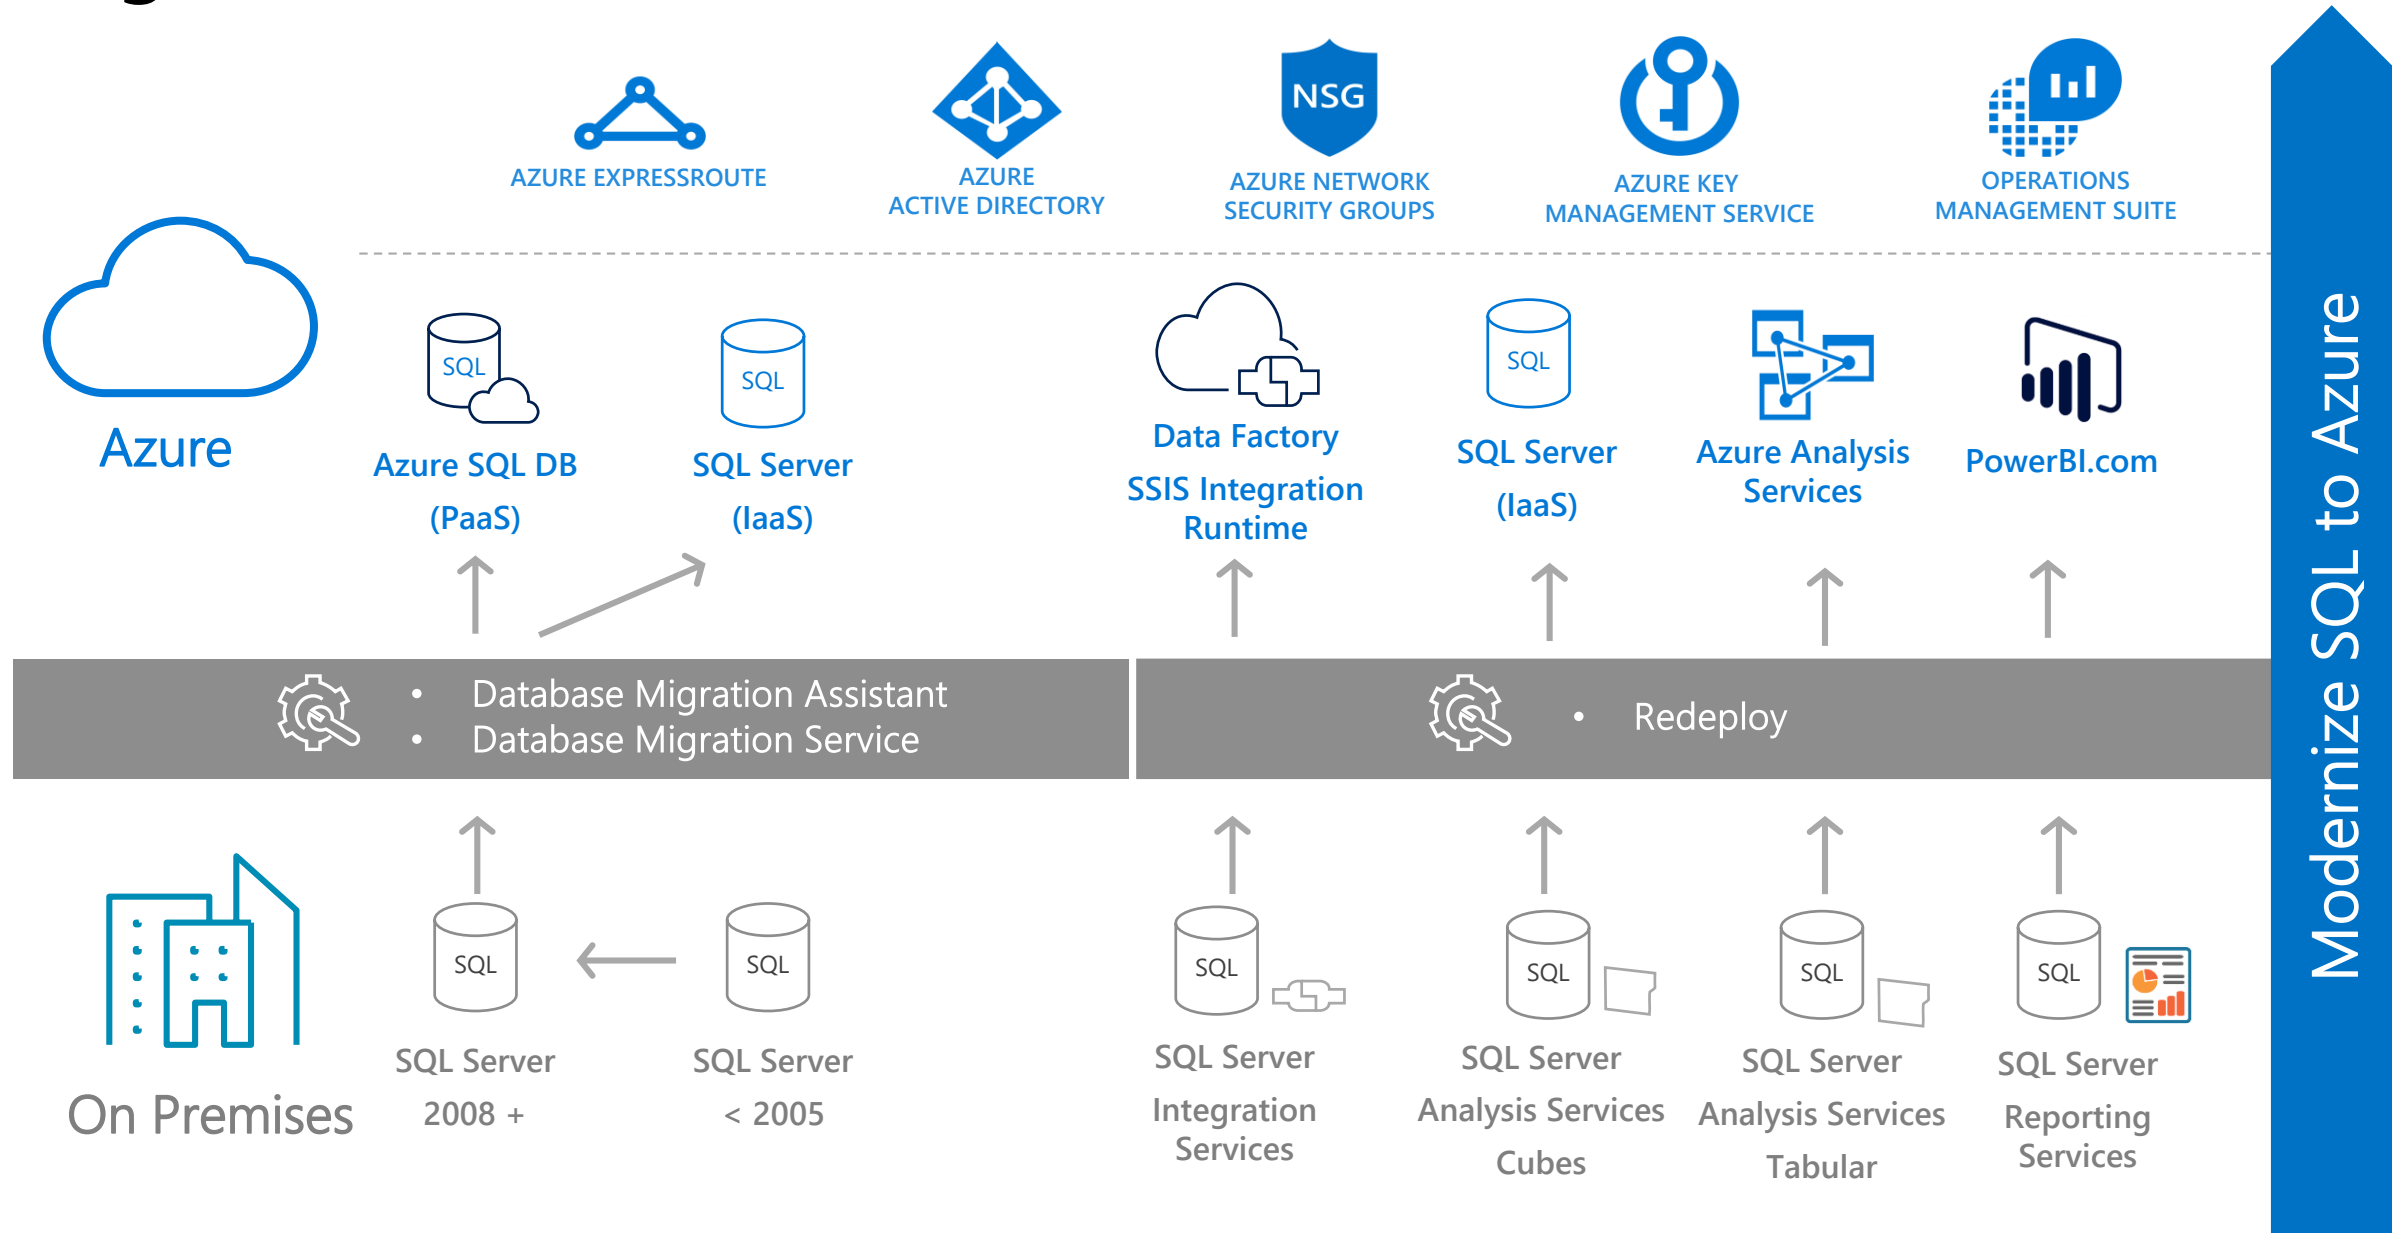 AZURE EXPRESSROUTE
AZURE
ACTIVE DIRECTORY
NSG
AZURE NETWORK
SECURITY GROUPS
AZURE KEY
MANAGEMENT SERVICE
OPERATIONS
MANAGEMENT SUITE
Azure
SQL
Azure SQL DB
(PaaS)
SQL
SQL Server
(IaaS)
Data Factory
SSIS Integration
Runtime
SQL
SQL Server
(IaaS)
Azure Analysis
Services
PowerBI.com
• Database Migration Assistant
• Database Migration Service
• Redeploy
On Premises
SQL
SQL Server
2008 +
SQL
SQL Server
< 2005
SQL
SQL Server
Integration
Services
SQL
SQL Server
Analysis Services
Cubes
SQL
SQL Server
Analysis Services
Tabular
SQL
SQL Server
Reporting
Services
Modernize SQL to Azure